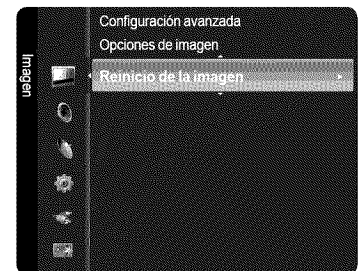 Imagen
Configuración avanzada
Opciones de imagen
Reinicio de la imagen